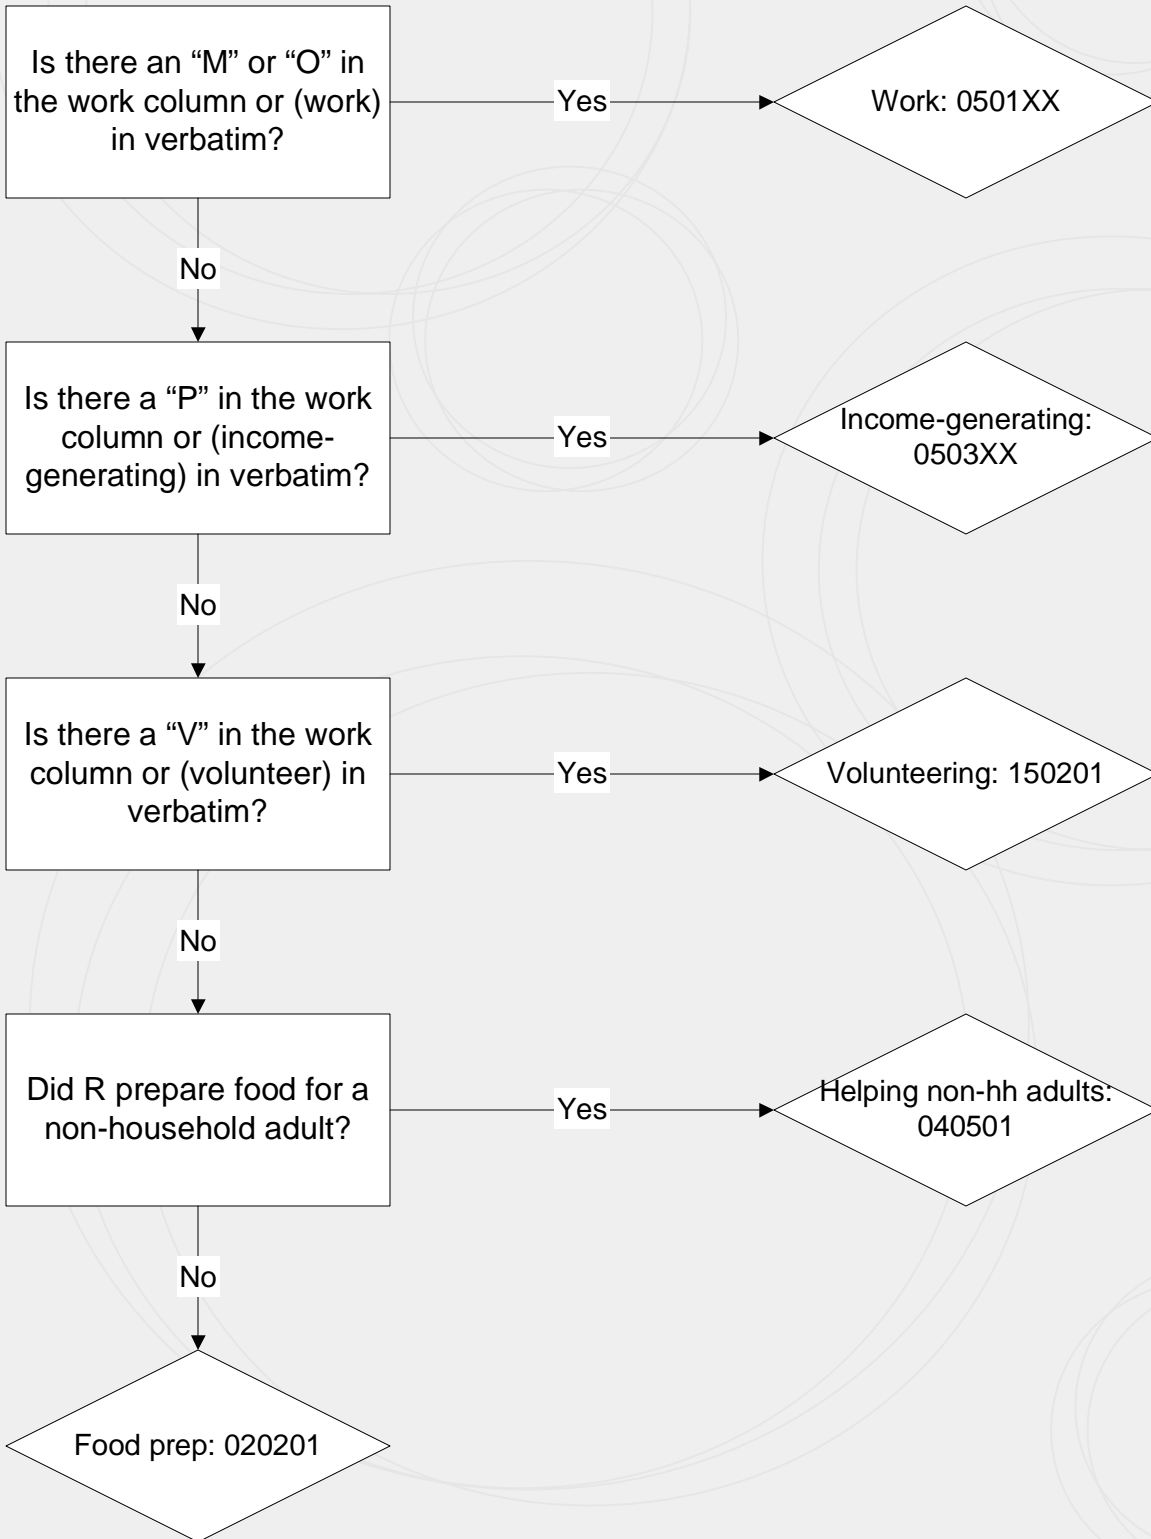 Is there an “M” or “O” in
the work column or (work)
in verbatim?
Yes
Work: 0501XX
No
Is there a “P” in the work
column or (income-
generating) in verbatim?
Yes
Income-generating:
0503XX
No
Is there a “V” in the work
column or (volunteer) in
verbatim?
Yes
Volunteering: 150201
No
Did R prepare food for a
non-household adult?
Yes
Helping non-hh adults:
040501
No
Food prep: 020201